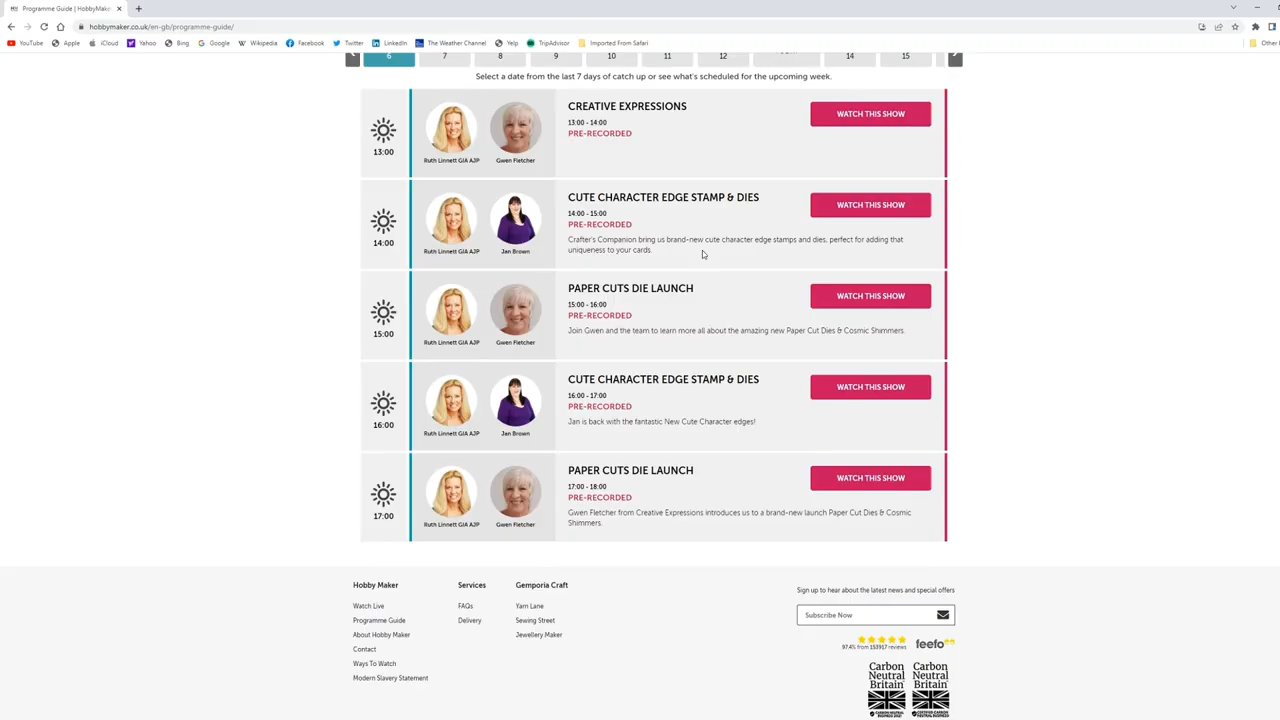 Programme Guide | HobbyMake
hobbymaker.co.uk/en-gb/programme-guide/
YouTube Apple iCloud Yahoo Bing Google Wikipedia Facebook Twitter LinkedIn The Weather Channel Yelp TripAdvisor Imported From Safari Other
6 7 8 9 10 11 12 14 15
Select a date from the last 7 days of catch up or see what's scheduled for the upcoming week.
13:00
Ruth Linnett GIA AJP Gwen Fletcher
CREATIVE EXPRESSIONS
13:00 - 14:00
PRE-RECORDED
WATCH THIS SHOW
14:00
Ruth Linnett GIA AJP Jan Brown
CUTE CHARACTER EDGE STAMP & DIES
14:00 - 15:00
PRE-RECORDED
Crafter's Companion bring us brand-new cute character edge stamps and dies, perfect for adding that
uniqueness to your cards.
WATCH THIS SHOW
15:00
Ruth Linnett GIA AJP Gwen Fletcher
PAPER CUTS DIE LAUNCH
15:00 - 16:00
PRE-RECORDED
Join Gwen and the team to learn more all about the amazing new Paper Cut Dies & Cosmic Shimmers.
WATCH THIS SHOW
16:00
Ruth Linnett GIA AJP Jan Brown
CUTE CHARACTER EDGE STAMP & DIES
16:00 - 17:00
PRE-RECORDED
Jan is back with the fantastic New Cute Character edges!
WATCH THIS SHOW
17:00
Ruth Linnett GIA AJP Gwen Fletcher
PAPER CUTS DIE LAUNCH
17:00 - 18:00
PRE-RECORDED
Gwen Fletcher from Creative Expressions introduces us to a brand-new launch Paper Cut Dies & Cosmic
Shimmers.
WATCH THIS SHOW
Hobby Maker
Watch Live
Programme Guide
About Hobby Maker
Contact
Ways To Watch
Modern Slavery Statement
Services
FAQs
Delivery
Gemporia Craft
Yarn Lane
Sewing Street
Jewellery Maker
Sign up to hear about the latest news and special offers
Subscribe Now
97.4% from 153917 reviews
feefo
Carbon
Neutral
Britain
Carbon
Neutral
Britain